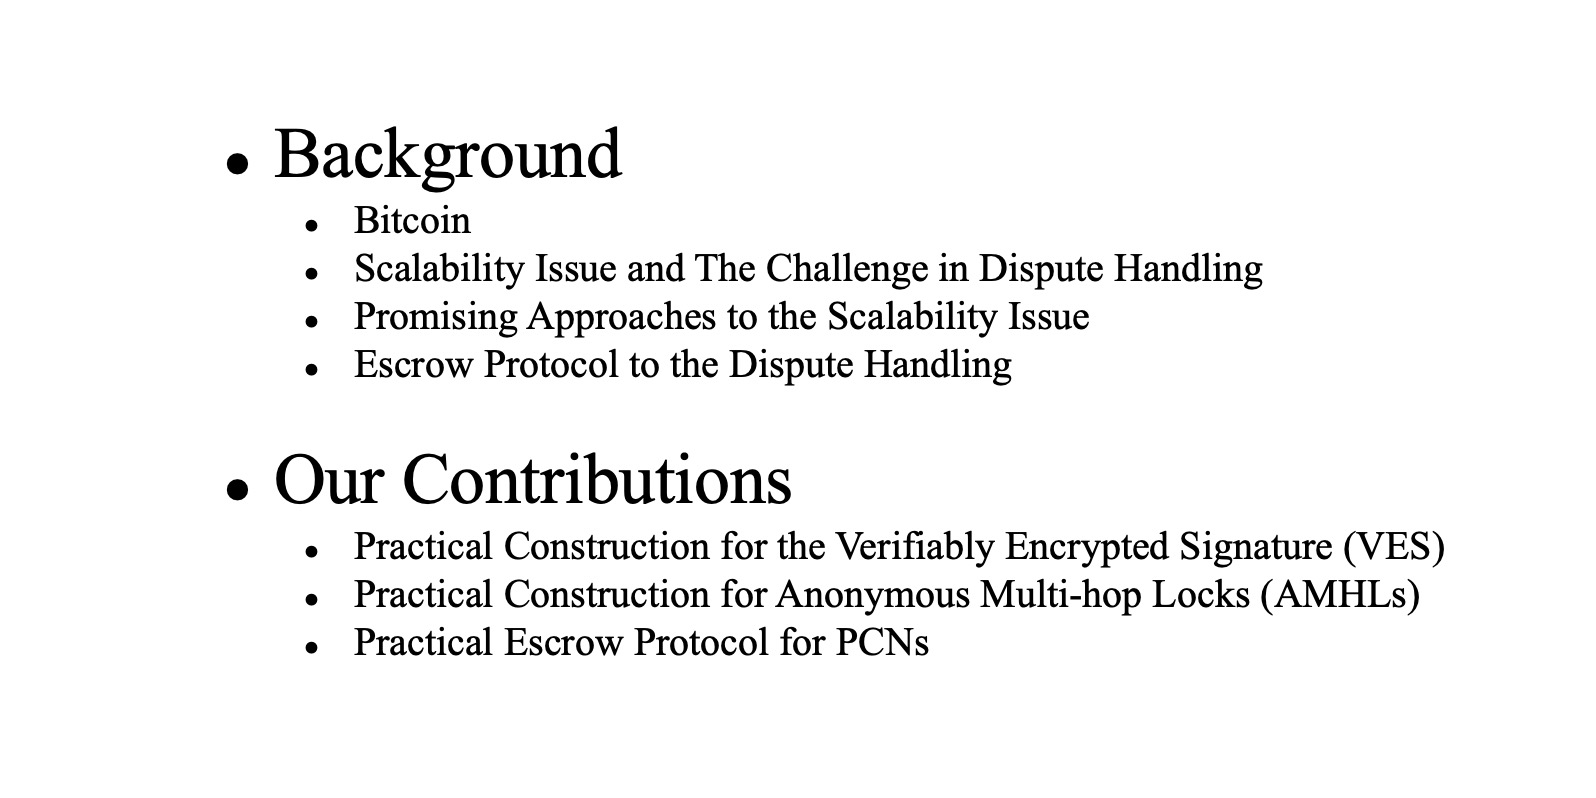 • Background
• Bitcoin
• Scalability Issue and The Challenge in Dispute Handling
• Promising Approaches to the Scalability Issue
• Escrow Protocol to the Dispute Handling
• Our Contributions
• Practical Construction for the Verifiably Encrypted Signature (VES)
• Practical Construction for Anonymous Multi-hop Locks (AMHLs)
• Practical Escrow Protocol for PCNs